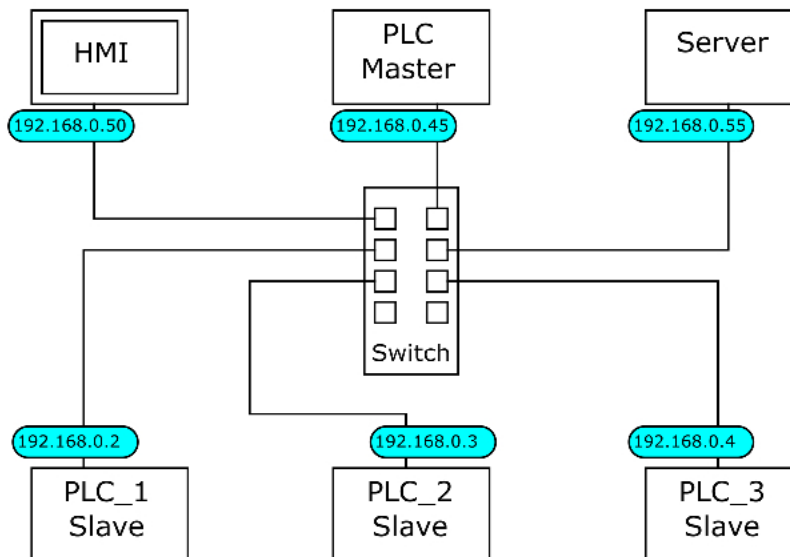 HMI
PLC
Master
Server
192.168.0.50
192.168.0.45
192.168.0.55
Switch
192.168.0.2
192.168.0.3
192.168.0.4
PLC_1
Slave
PLC_2
Slave
PLC_3
Slave